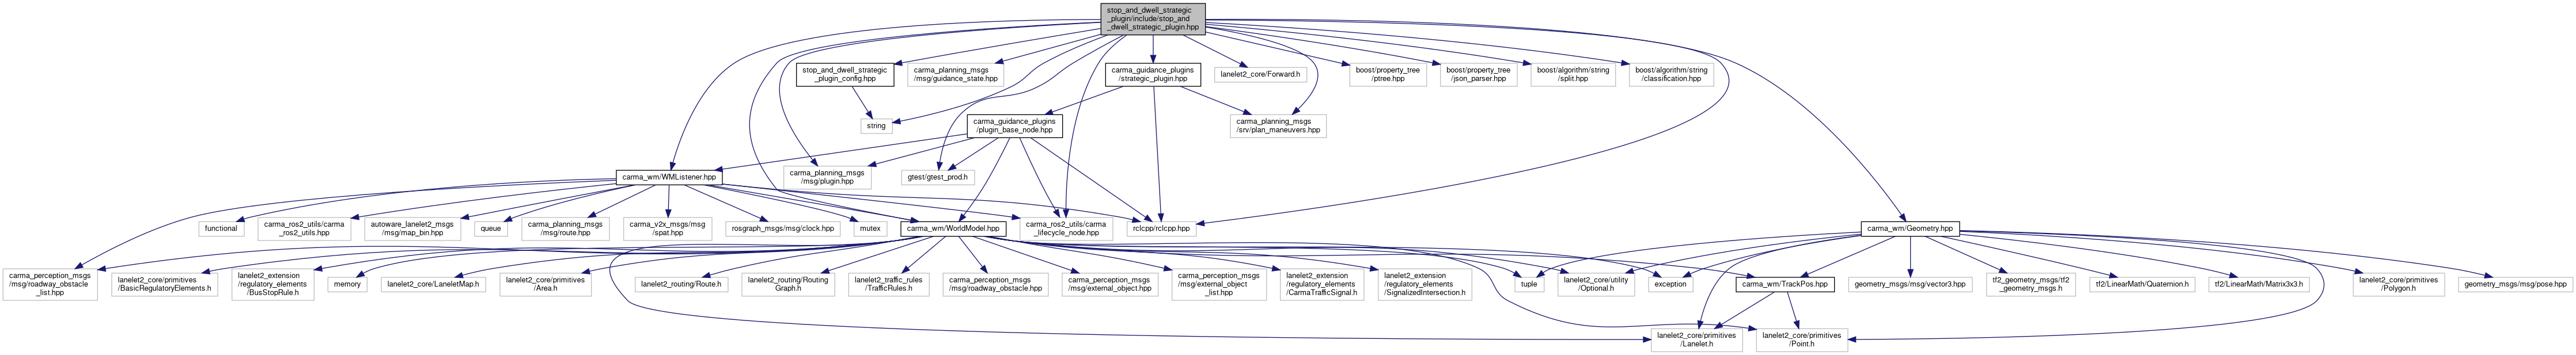 stop_and_dwell_strategic
_plugin/include/stop_and
_dwell_strategic_plugin.hpp
stop_and_dwell_strategic
_plugin_config.hpp
carma_planning_msgs
/msg/guidance_state.hpp
carma_guidance_plugins
/strategic_plugin.hpp
lanelet2_core/Forward.h
boost/property_tree
/ptree.hpp
boost/property_tree
/json_parser.hpp
boost/algorithm/string
/split.hpp
boost/algorithm/string
/classification.hpp
string
carma_guidance_plugins
/plugin_base_node.hpp
carma_planning_msgs
/srv/plan_maneuvers.hpp
carma_wm/WMListener.hpp
carma_planning_msgs
/msg/plugin.hpp
gtest/gtest_prod.h
functional
carma_ros2_utils/carma
_ros2_utils.hpp
autoware_lanelet2_msgs
/msg/map_bin.hpp
queue
carma_planning_msgs
/msg/route.hpp
carma_v2x_msgs/msg
/spat.hpp
rosgraph_msgs/msg/clock.hpp
mutex
carma_wm/WorldModel.hpp
carma_ros2_utils/carma
_lifecycle_node.hpp
rclcpp/rclcpp.hpp
carma_wm/Geometry.hpp
carma_perception_msgs
/msg/roadway_obstacle
_list.hpp
lanelet2_core/primitives
/BasicRegulatoryElements.h
lanelet2_extension
/regulatory_elements
/BusStopRule.h
memory
lanelet2_core/LaneletMap.h
lanelet2_core/primitives
/Area.h
lanelet2_routing/Route.h
lanelet2_routing/Routing
Graph.h
lanelet2_traffic_rules
/TrafficRules.h
carma_perception_msgs
/msg/roadway_obstacle.hpp
carma_perception_msgs
/msg/external_object.hpp
carma_perception_msgs
/msg/external_object
_list.hpp
lanelet2_extension
/regulatory_elements
/CarmaTrafficSignal.h
lanelet2_extension
/regulatory_elements
/SignalizedIntersection.h
tuple
lanelet2_core/utility
/Optional.h
exception
carma_wm/TrackPos.hpp
geometry_msgs/msg/vector3.hpp
tf2_geometry_msgs/tf2
_geometry_msgs.h
tf2/LinearMath/Quaternion.h
tf2/LinearMath/Matrix3x3.h
lanelet2_core/primitives
/Polygon.h
geometry_msgs/msg/pose.hpp
lanelet2_core/primitives
/Lanelet.h
lanelet2_core/primitives
/Point.h